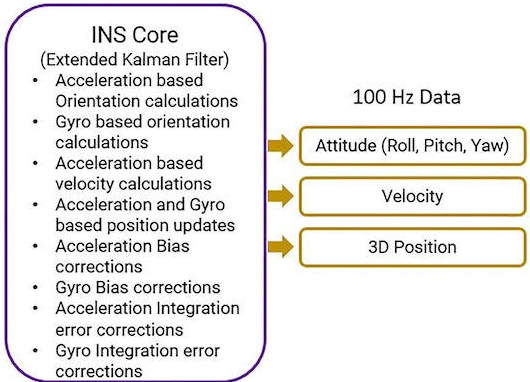 INS Core
(Extended Kalman Filter)
• Acceleration based
Orientation calculations
• Gyro based orientation
calculations
• Acceleration based
velocity calculations
• Acceleration and Gyro
based position updates
• Acceleration Bias
corrections
• Gyro Bias corrections
• Acceleration Integration
error corrections
• Gyro Integration error
corrections
100 Hz Data
Attitude (Roll, Pitch, Yaw)
Velocity
3D Position